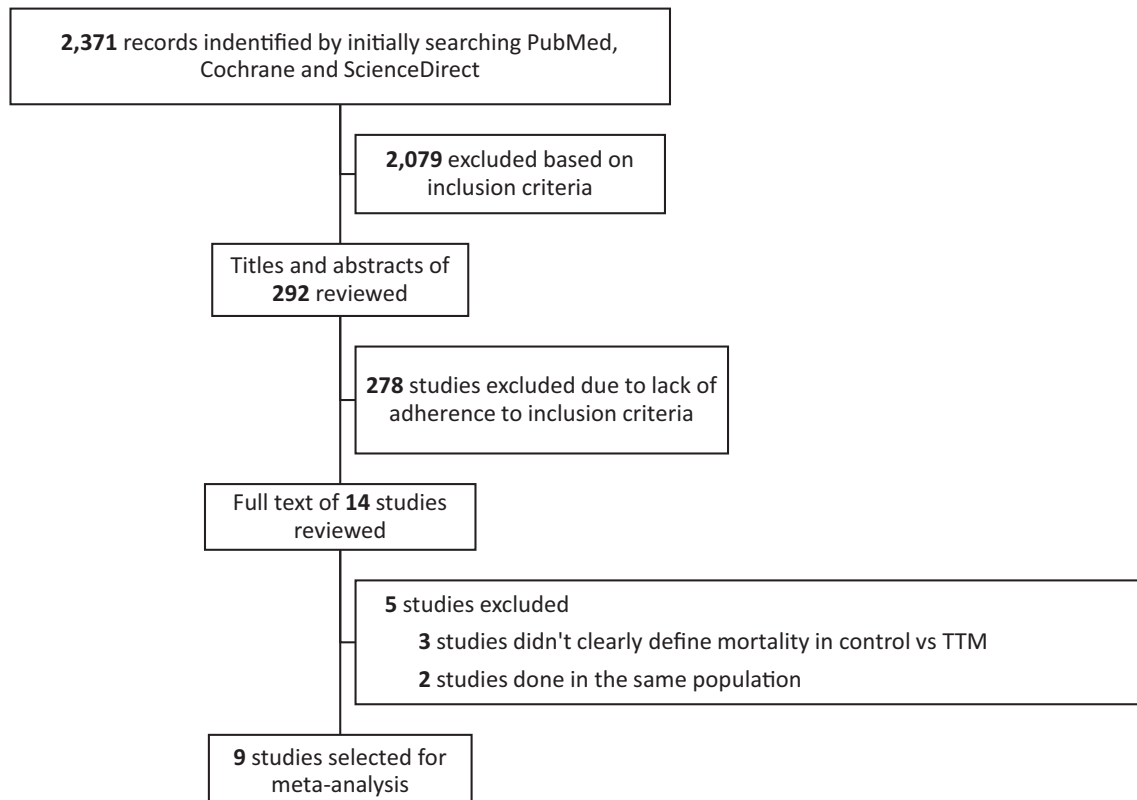 2,371 records indentified by initially searching PubMed,
Cochrane and ScienceDirect
2,079 excluded based on
inclusion criteria
Titles and abstracts of
292 reviewed
278 studies excluded due to lack of
adherence to inclusion criteria
Full text of 14 studies
reviewed
5 studies excluded
3 studies didn't clearly define mortality in control vs TTM
2 studies done in the same population
9 studies selected for
meta-analysis